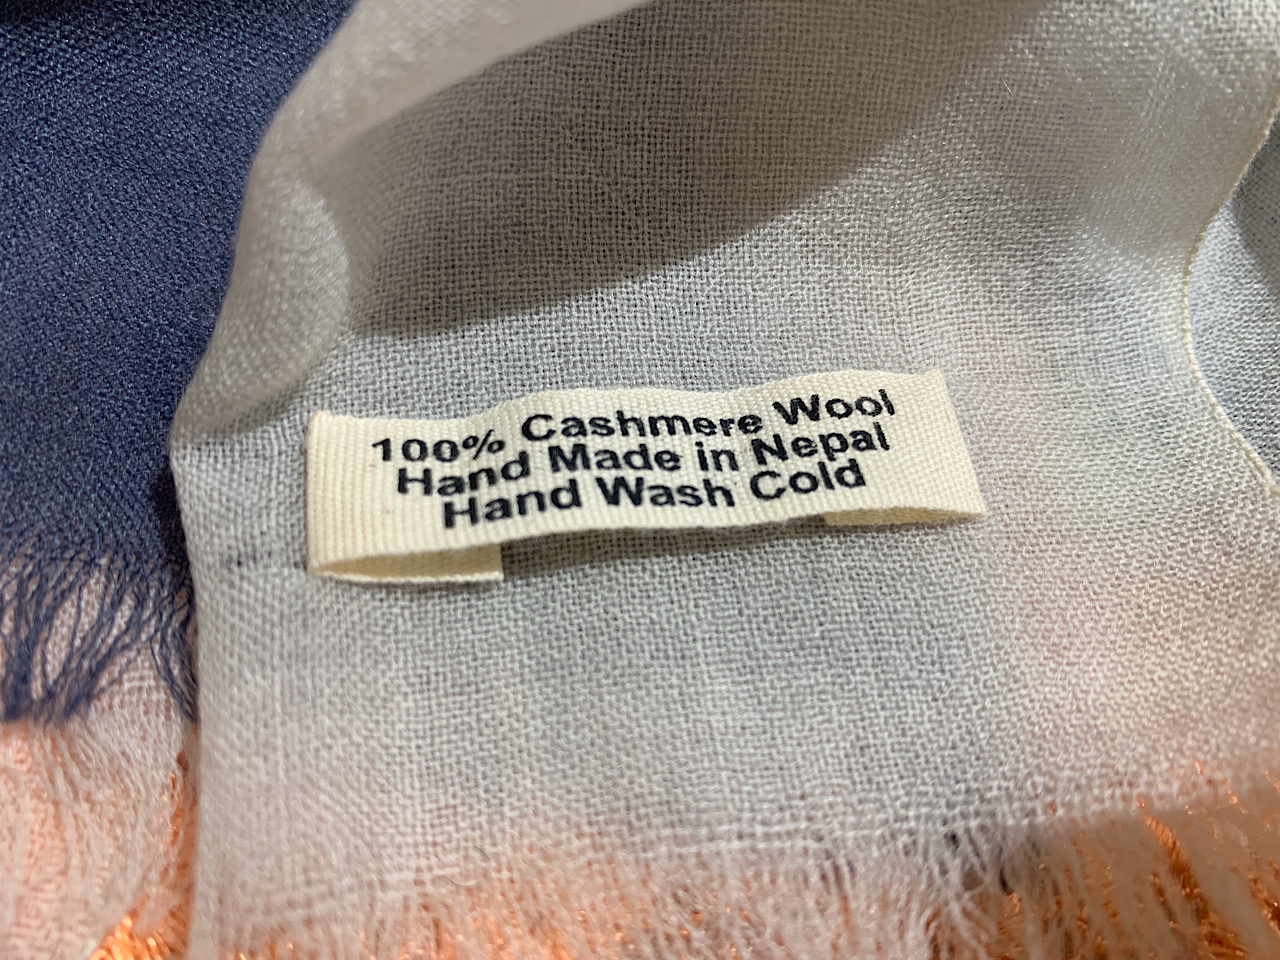 100% Cashmere Wool
Hand Made in Nepal
Hand Wash Cold